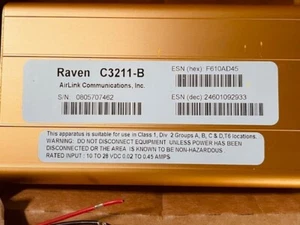 Raven C3211-B
AirLink Communications, Inc.
S/N: 0805707462
ESN (hex): F610AD45
ESN (dec): 24601092933
This apparatus is suitable for use in Class 1, Div 2 Groups A, B, C & D,T6 locations.
WARNING: DO NOT DISCONNECT EQUIPMENT UNLESS POWER HAS BEEN
DISCONNECTED OR THE AREA IS KNOWN TO BE NON-HAZARDOUS
RATED INPUT: 10 TO 28 VDC 0.02 TO 0.45 AMPS